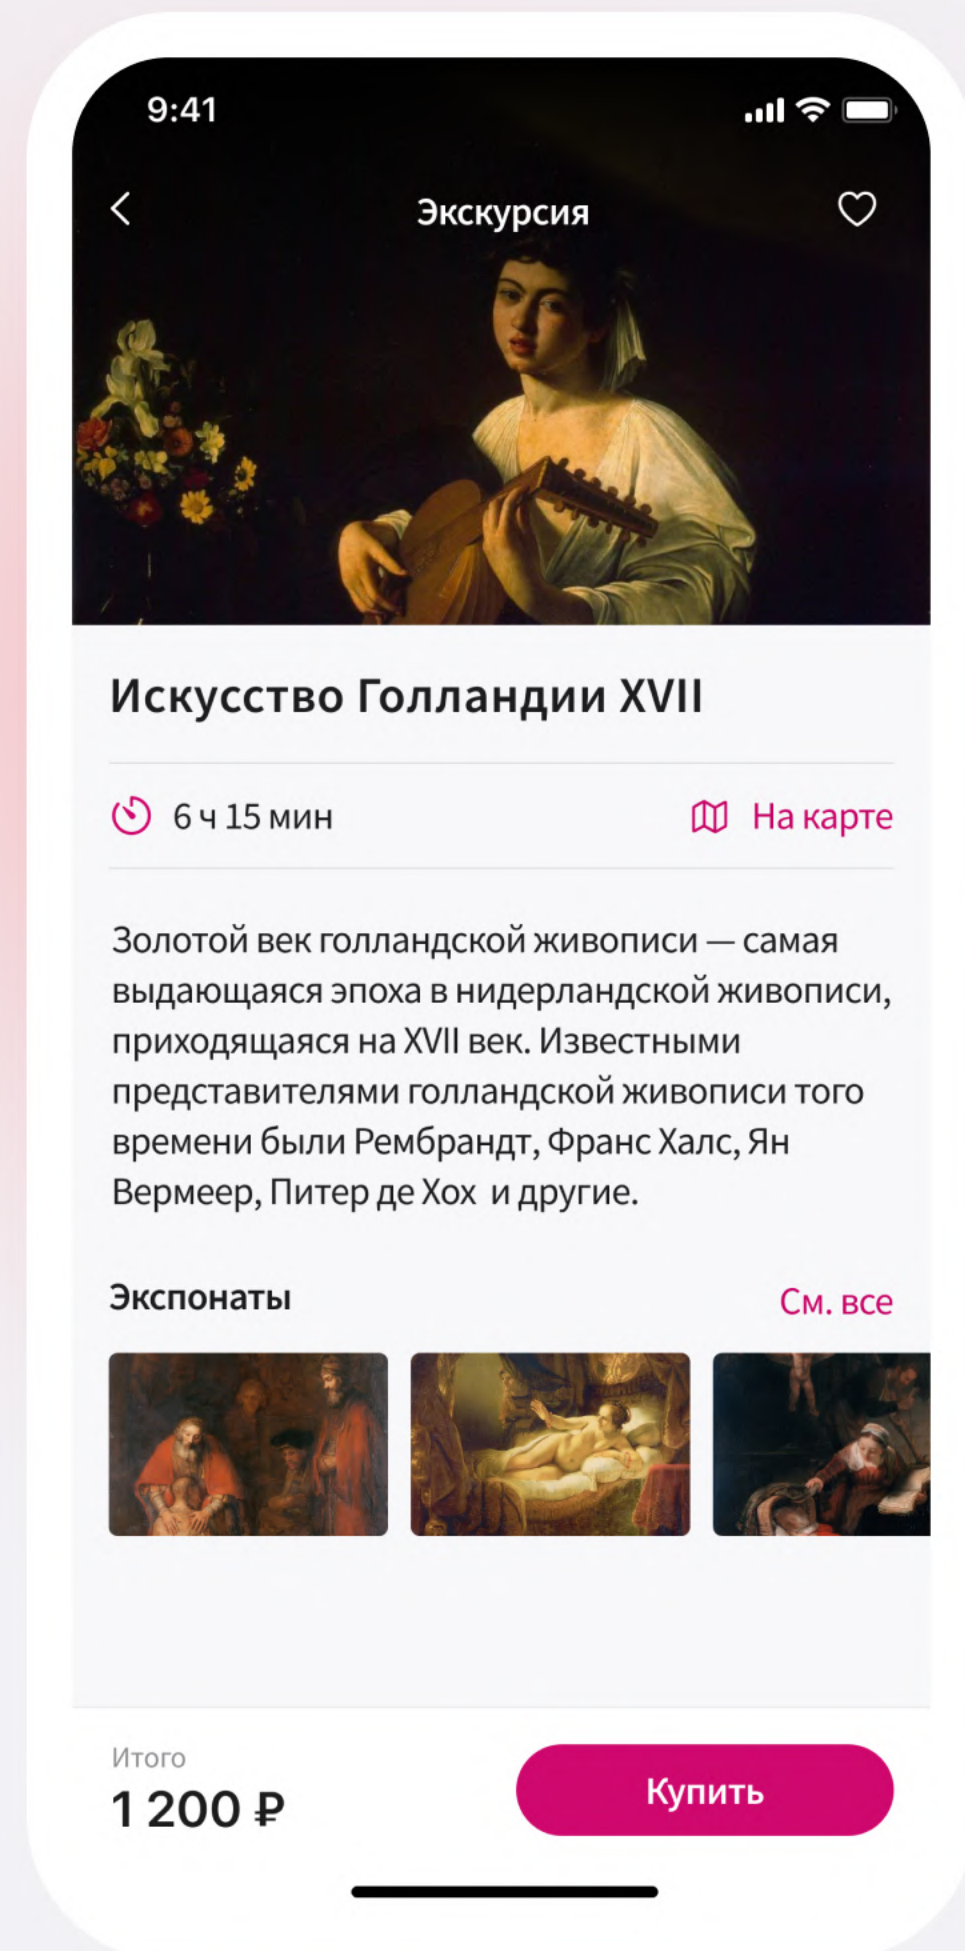 9:41
Экскурсия
Искусство Голландии XVII
6 ч 15 мин
На карте
Золотой век голландской живописи — самая
выдающаяся эпоха в нидерландской живописи,
приходящаяся на XVII век. Известными
представителями голландской живописи того
времени были Рембрандт, Франс Халс, Ян
Вермеер, Питер де Хох и другие.
Экспонаты
См. все
Итого
1 200 ₽
Купить